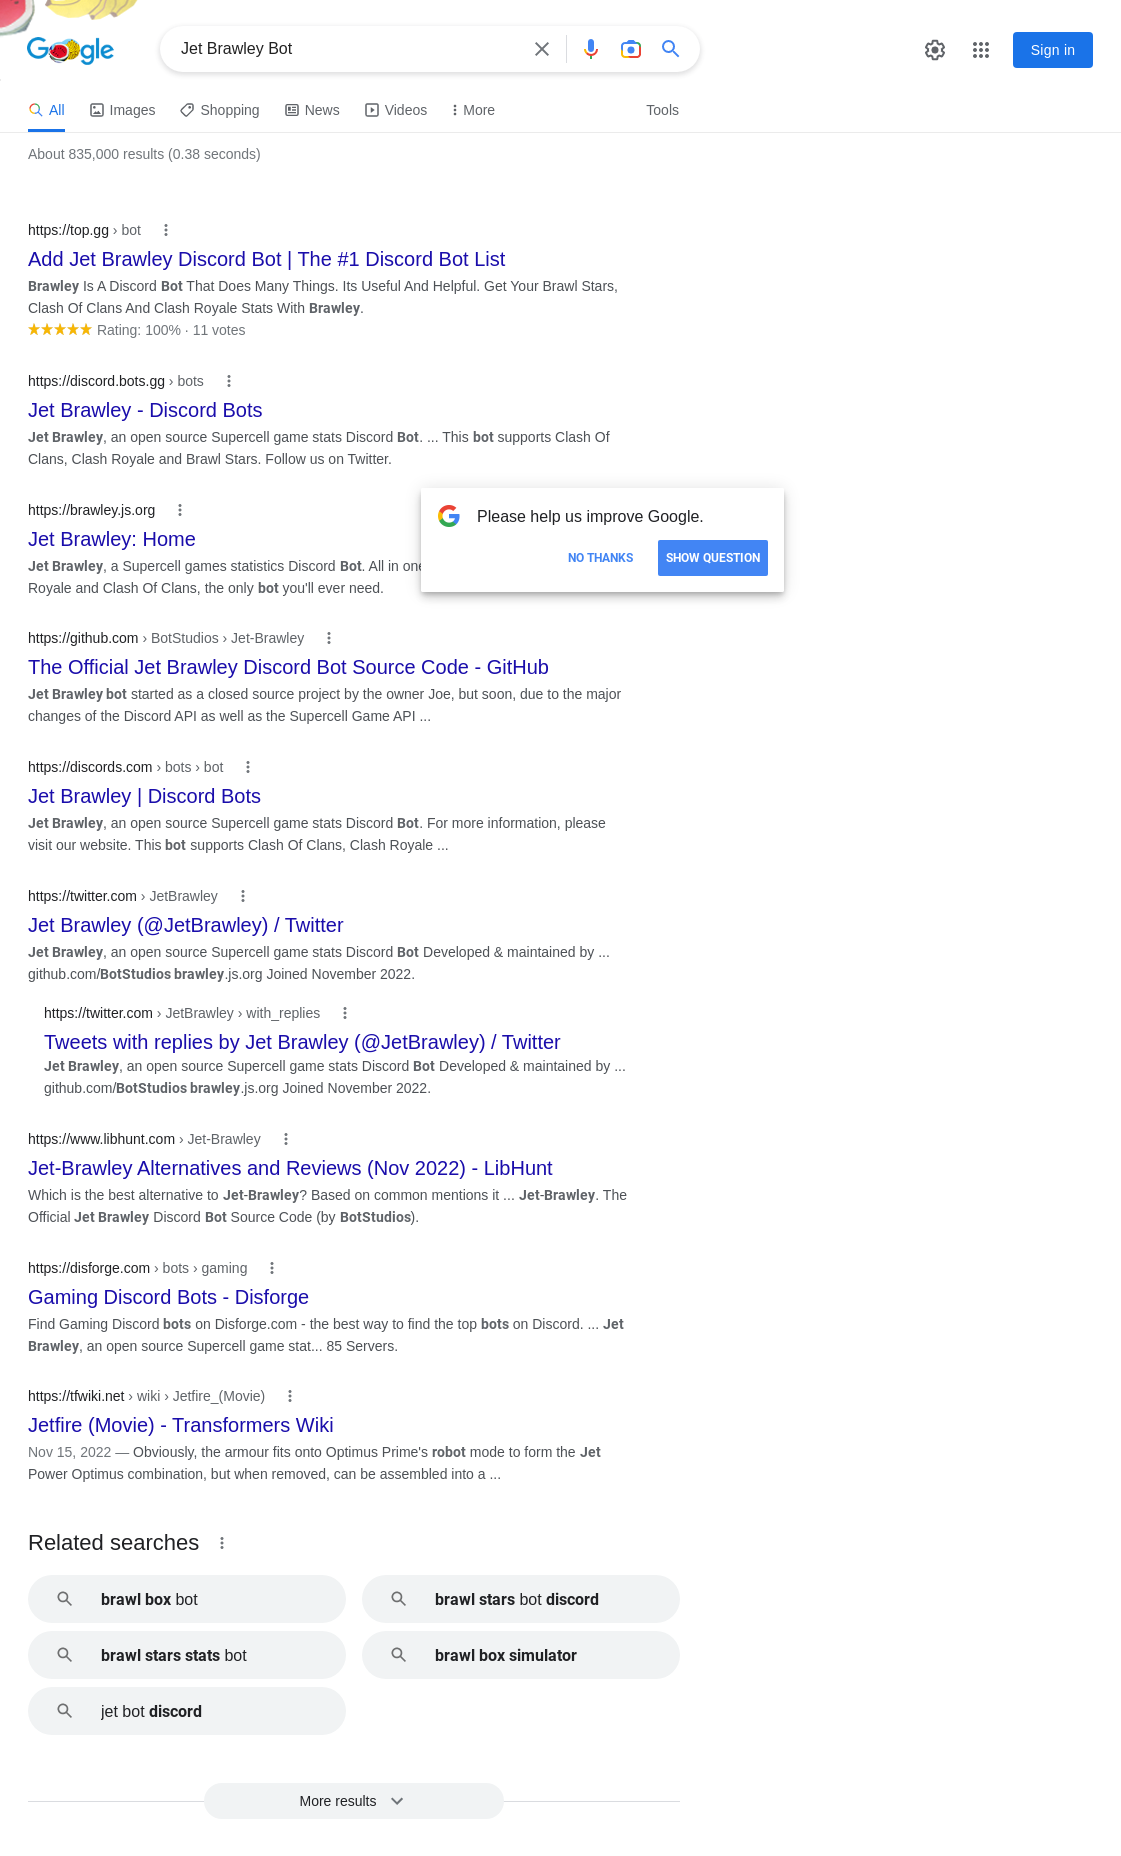 Google
Jet Brawley Bot
Sign in
All
Images
Shopping
News
Videos
More
Tools
About 835,000 results (0.38 seconds)
https://top.gg › bot
Add Jet Brawley Discord Bot | The #1 Discord Bot List
Brawley Is A Discord Bot That Does Many Things. Its Useful And Helpful. Get Your Brawl Stars,
Clash Of Clans And Clash Royale Stats With Brawley.
Rating: 100% · 11 votes
https://discord.bots.gg › bots
Jet Brawley - Discord Bots
Jet Brawley, an open source Supercell game stats Discord Bot. ... This bot supports Clash Of
Clans, Clash Royale and Brawl Stars. Follow us on Twitter.
https://brawley.js.org
Jet Brawley: Home
Jet Brawley, a Supercell games statistics Discord Bot. All in one
Royale and Clash Of Clans, the only bot you'll ever need.
Please help us improve Google.
NO THANKS
SHOW QUESTION
https://github.com › BotStudios › Jet-Brawley
The Official Jet Brawley Discord Bot Source Code - GitHub
Jet Brawley bot started as a closed source project by the owner Joe, but soon, due to the major
changes of the Discord API as well as the Supercell Game API ...
https://discords.com › bots › bot
Jet Brawley | Discord Bots
Jet Brawley, an open source Supercell game stats Discord Bot. For more information, please
visit our website. This bot supports Clash Of Clans, Clash Royale ...
https://twitter.com › JetBrawley
Jet Brawley (@JetBrawley) / Twitter
Jet Brawley, an open source Supercell game stats Discord Bot Developed & maintained by ...
github.com/BotStudios brawley.js.org Joined November 2022.
https://twitter.com › JetBrawley › with_replies
Tweets with replies by Jet Brawley (@JetBrawley) / Twitter
Jet Brawley, an open source Supercell game stats Discord Bot Developed & maintained by ...
github.com/BotStudios brawley.js.org Joined November 2022.
https://www.libhunt.com › Jet-Brawley
Jet-Brawley Alternatives and Reviews (Nov 2022) - LibHunt
Which is the best alternative to Jet-Brawley? Based on common mentions it ... Jet-Brawley. The
Official Jet Brawley Discord Bot Source Code (by BotStudios).
https://disforge.com › bots › gaming
Gaming Discord Bots - Disforge
Find Gaming Discord bots on Disforge.com - the best way to find the top bots on Discord. ... Jet
Brawley, an open source Supercell game stat... 85 Servers.
https://tfwiki.net › wiki › Jetfire_(Movie)
Jetfire (Movie) - Transformers Wiki
Nov 15, 2022 — Obviously, the armour fits onto Optimus Prime's robot mode to form the Jet
Power Optimus combination, but when removed, can be assembled into a ...
Related searches
brawl box bot
brawl stars bot discord
brawl stars stats bot
brawl box simulator
jet bot discord
More results